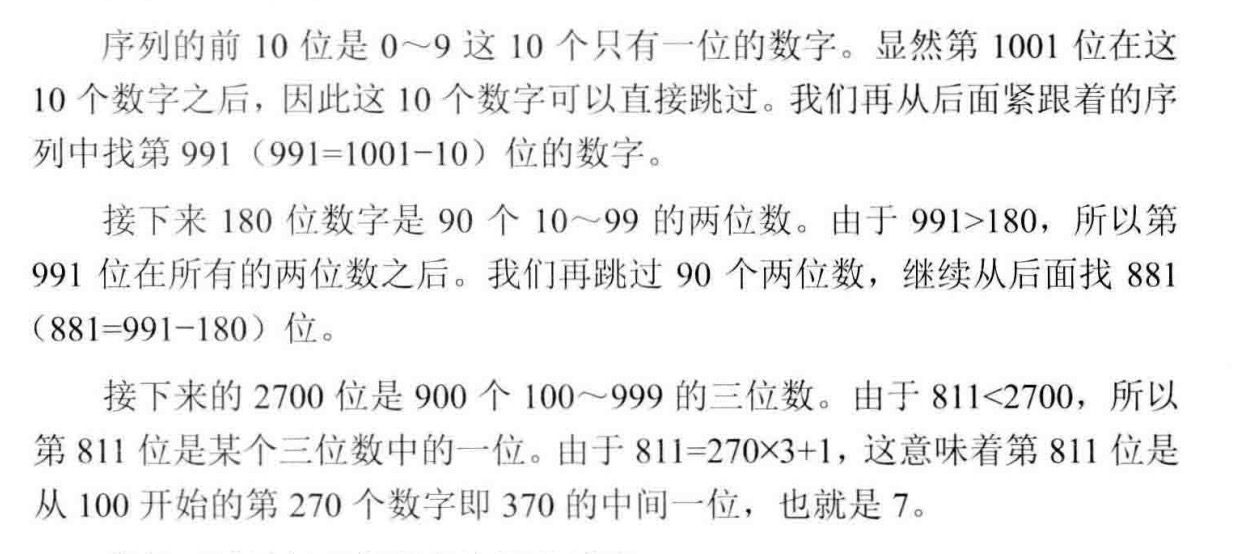 序列的前 10 位是 0～9 这 10 个只有一位的数字。显然第 1001 位在这
10 个数字之后，因此这 10 个数字可以直接跳过。我们再从后面紧跟着的序
列中找第 991（991=1001−10）位的数字。
接下来 180 位数字是 90 个 10～99 的两位数。由于 991>180，所以第
991 位在所有的两位数之后。我们再跳过 90 个两位数，继续从后面找 881
（881=991−180）位。
接下来的 2700 位是 900 个 100～999 的三位数。由于 811<2700，所以
第 811 位是某个三位数中的一位。由于 811=270×3+1，这意味着第 811 位是
从 100 开始的第 270 个数字即 370 的中间一位，也就是 7。